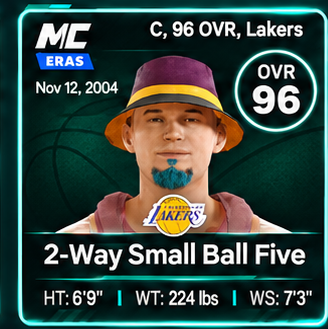 MC
ERAS
C, 96 OVR, Lakers
Nov 12, 2004
OVR
96
LAKERS
2-Way Small Ball Five
HT: 6'9" | WT: 224 lbs | WS: 7'3"